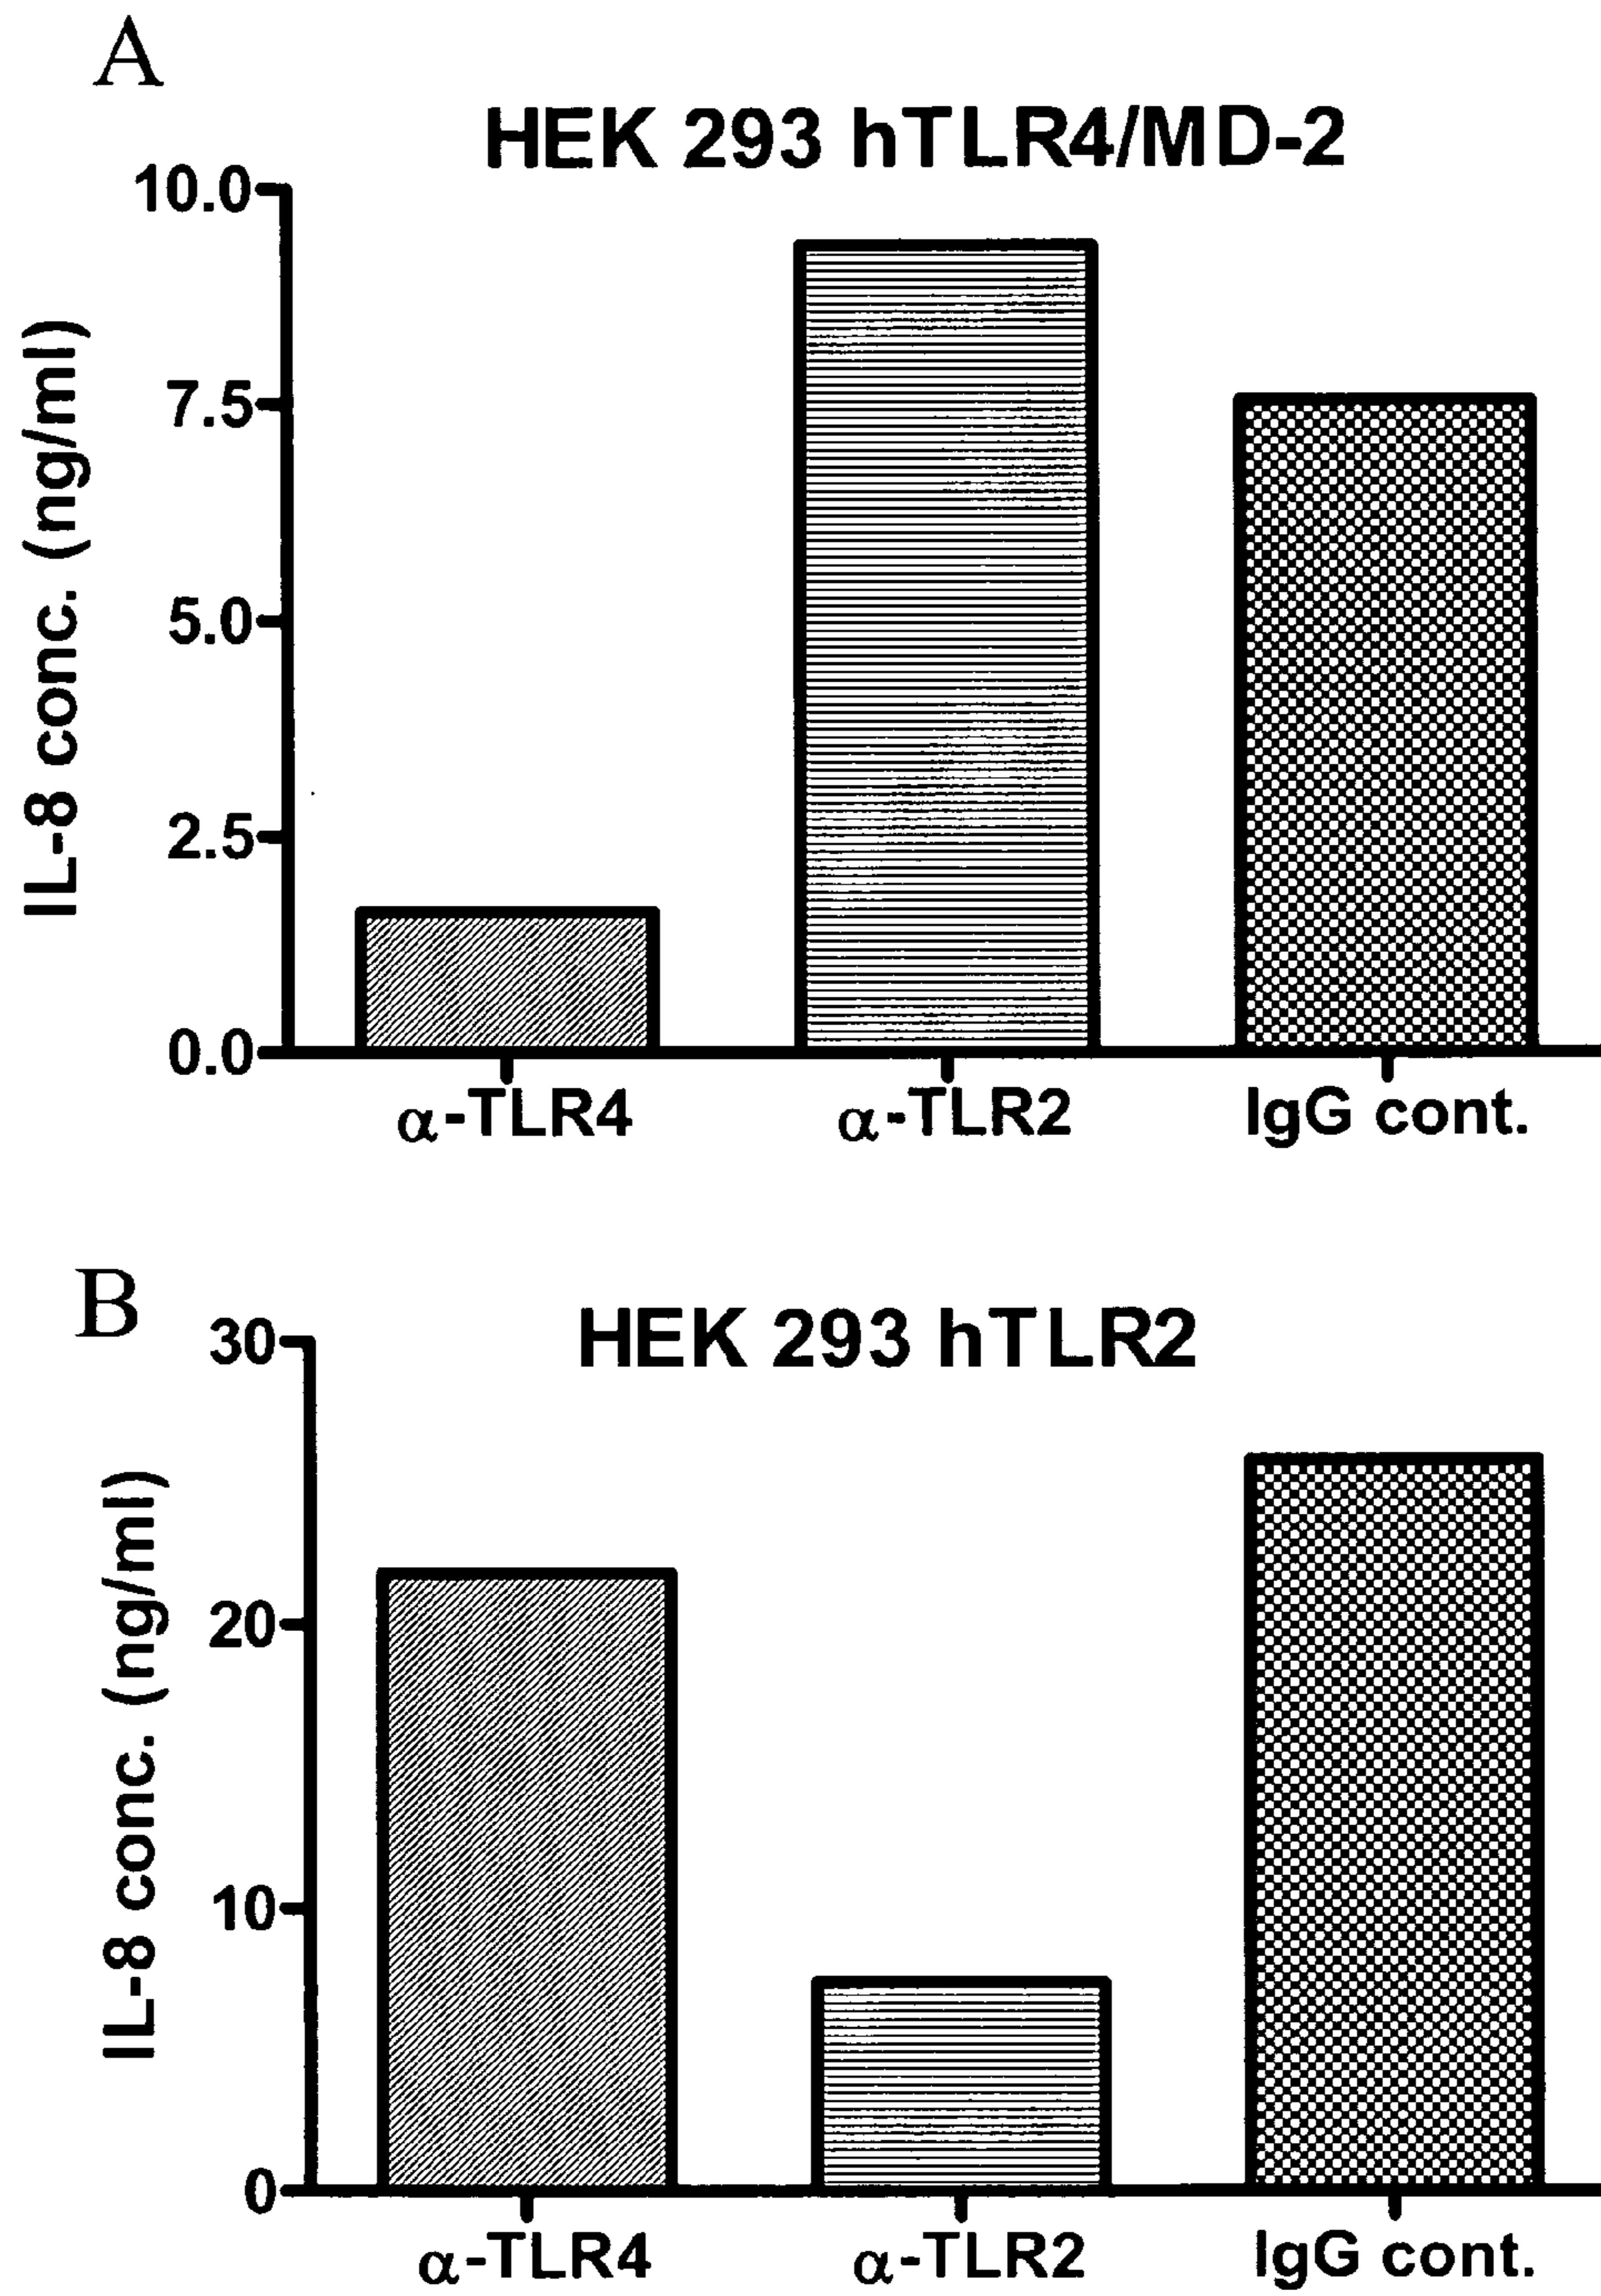 A
HEK 293 hTLR4/MD-2
10.0
7.5
5.0
2.5
0.0
IL-8 conc. (ng/ml)
α-TLR4
α-TLR2
IgG cont.
B
HEK 293 hTLR2
30
20
10
0
IL-8 conc. (ng/ml)
α-TLR4
α-TLR2
IgG cont.